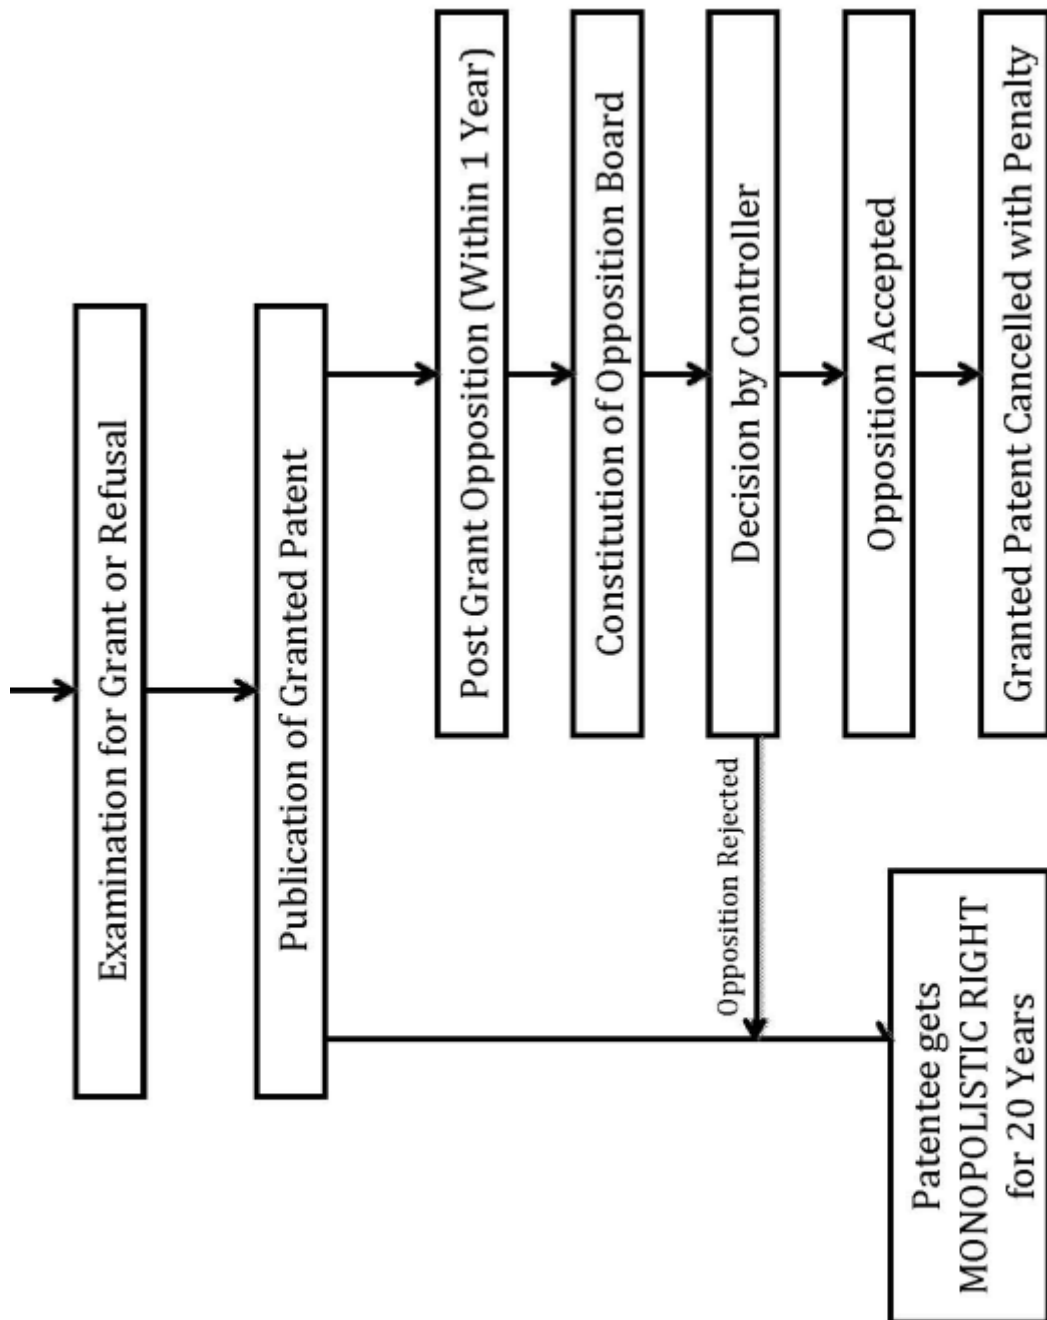 Examination for Grant or Refusal
Publication of Granted Patent
Post Grant Opposition (Within 1 Year)
Constitution of Opposition Board
Decision by Controller
Opposition Rejected
Opposition Accepted
Granted Patent Cancelled with Penalty
Patentee gets
MONOPOLISTIC RIGHT
for 20 Years